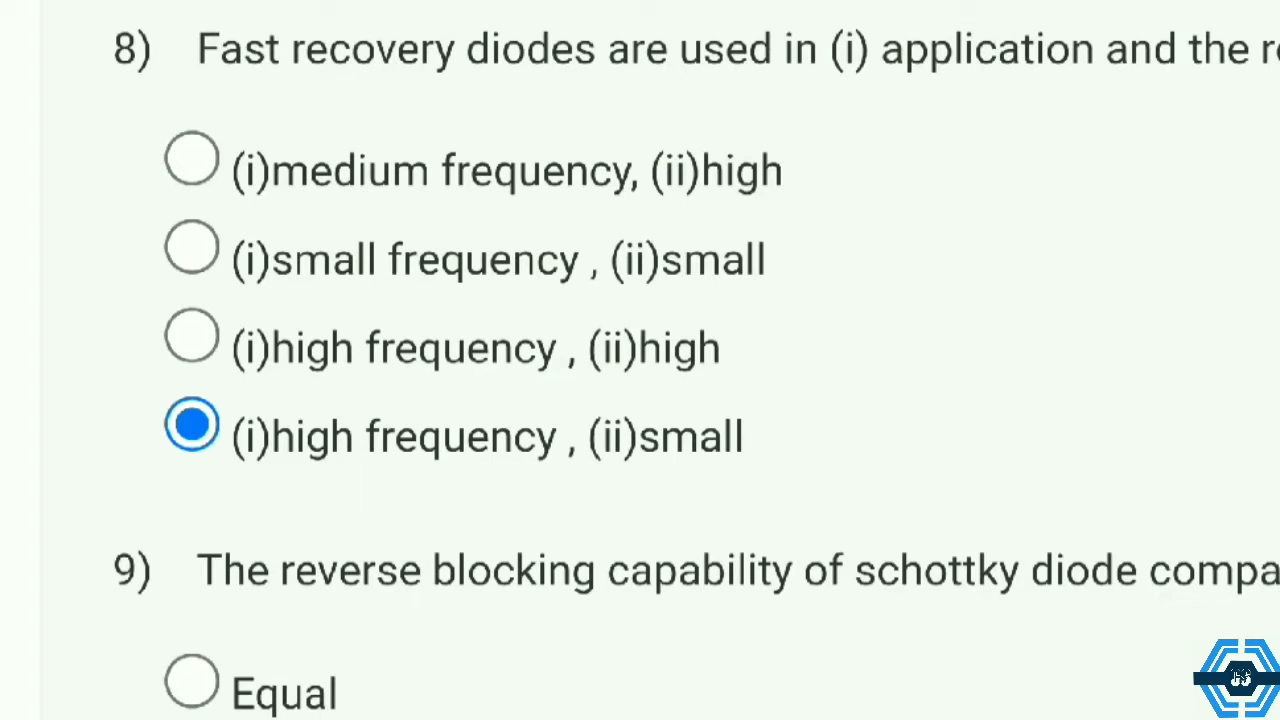 8) Fast recovery diodes are used in (i) application and the
(i)medium frequency, (ii)high
(i)small frequency , (ii)small
(i)high frequency , (ii)high
(i)high frequency , (ii)small
9) The reverse blocking capability of schottky diode compa
Equal